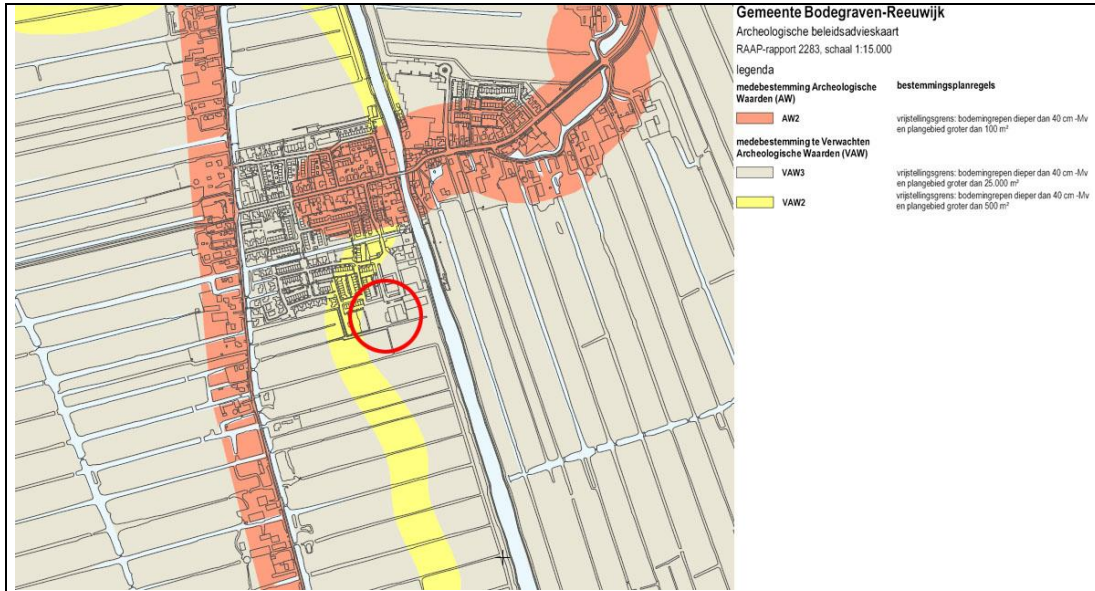 Gemeente Bodegraven-Reeuwijk
Archeologische beleidsadvieskaart
RAAP-rapport 2283, schaal 1:15.000
legenda
medebestemming Archeologische
Waarden (AW)
bestemmingsplanregels
AW2
vrijstellingsgrens: bodemingrepen dieper dan 40 cm -Mv
en plangebied groter dan 100 m²
medebestemming te Verwachten
Archeologische Waarden (VAW)
VAW3
vrijstellingsgrens: bodemingrepen dieper dan 40 cm -Mv
en plangebied groter dan 25.000 m²
VAW2
vrijstellingsgrens: bodemingrepen dieper dan 40 cm -Mv
en plangebied groter dan 500 m²